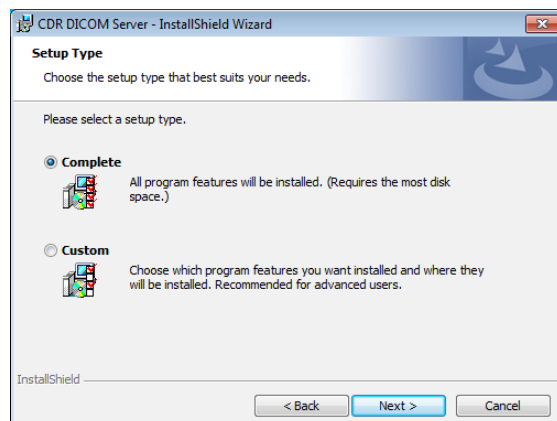 CDR DICOM Server - InstallShield Wizard
Setup Type
Choose the setup type that best suits your needs.
Please select a setup type.
Complete
All program features will be installed. (Requires the most disk
space.)
Custom
Choose which program features you want installed and where they
will be installed. Recommended for advanced users.
InstallShield
< Back
Next >
Cancel